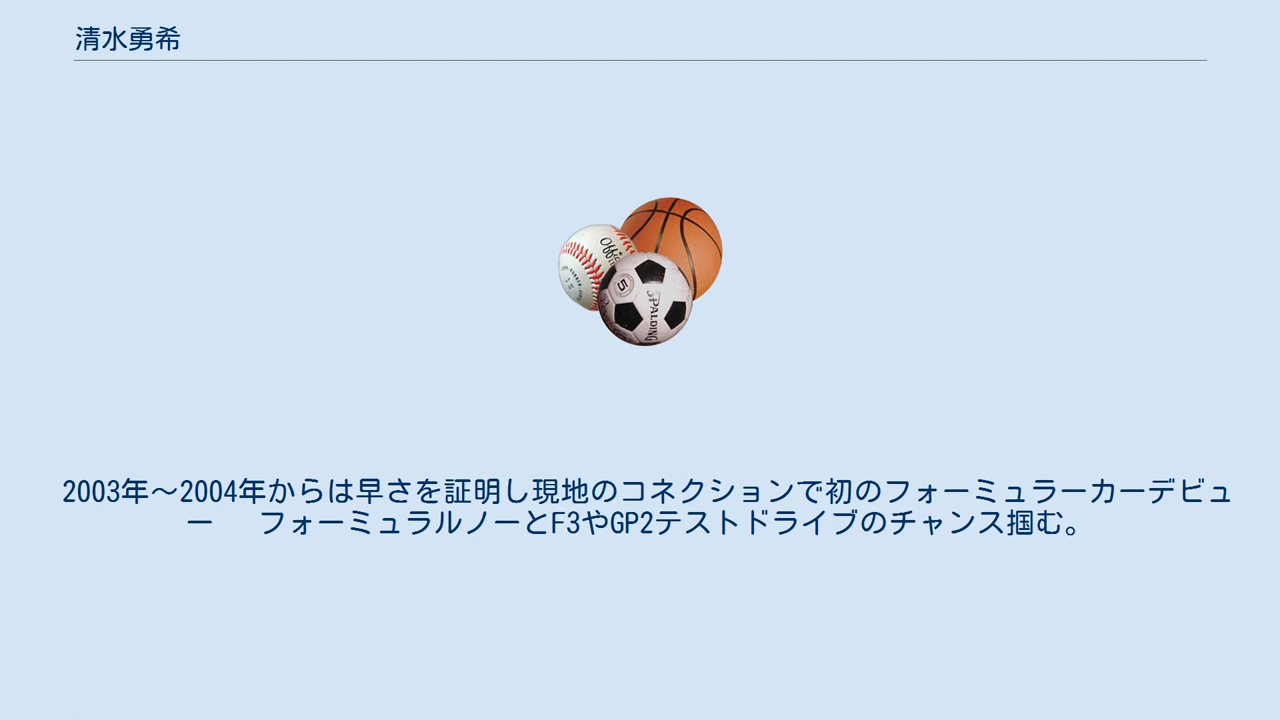 清水勇希
Offi
5
SPALDING
2003年～2004年からは早さを証明し現地のコネクションで初のフォーミュラーカーデビュ
ー　 フォーミュラルノーとF3やGP2テストドライブのチャンス掴む。